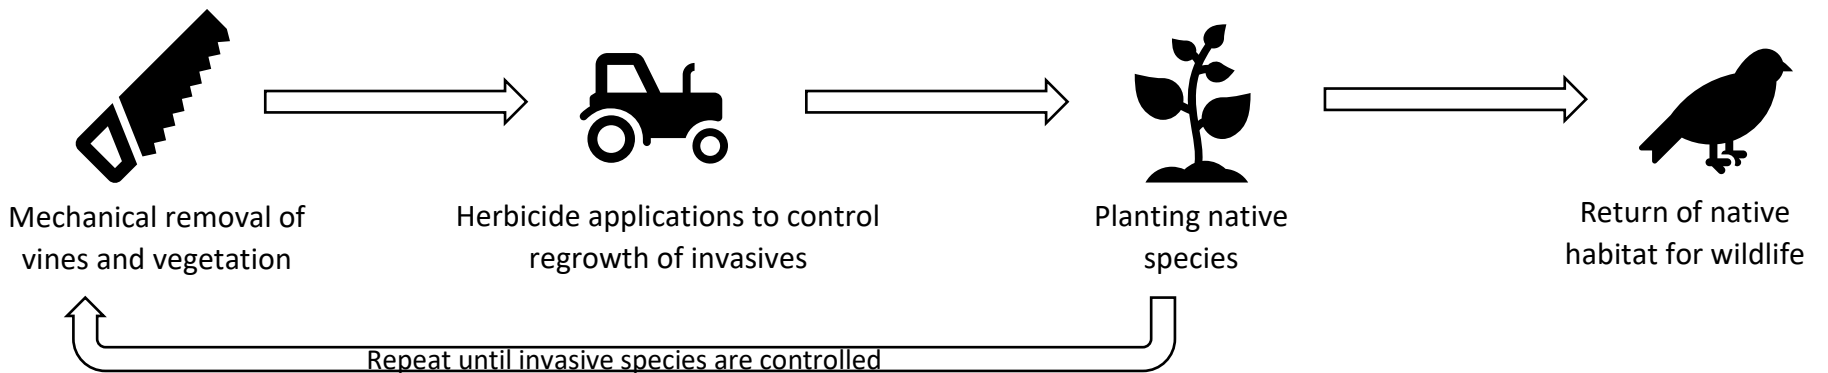 Mechanical removal of
vines and vegetation
Herbicide applications to control
regrowth of invasives
Planting native
species
Return of native
habitat for wildlife
Repeat until invasive species are controlled